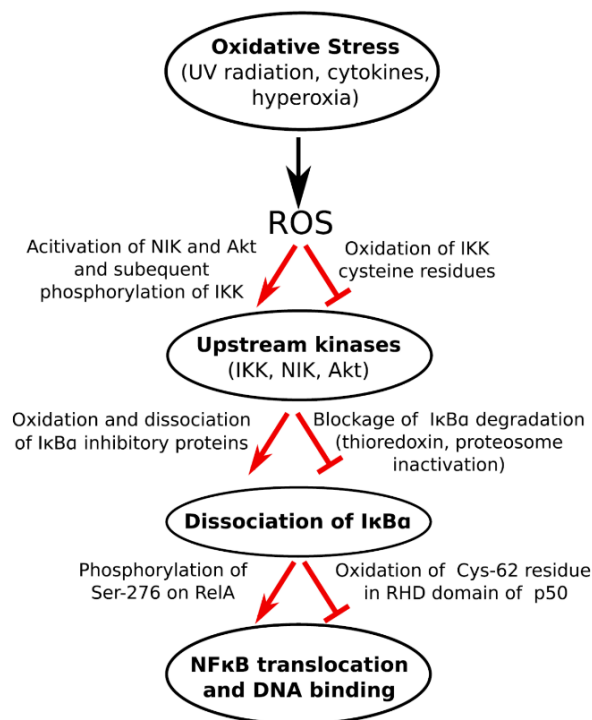 Oxidative Stress
(UV radiation, cytokines,
hyperoxia)
ROS
Acitivation of NIK and Akt
and subequent
phosphorylation of IKK
Oxidation of IKK
cysteine residues
Upstream kinases
(IKK, NIK, Akt)
Oxidation and dissociation
of IκBɑ inhibitory proteins
Blockage of IκBɑ degradation
(thioredoxin, proteosome
inactivation)
Dissociation of IκBɑ
Phosphorylation of
Ser-276 on RelA
Oxidation of Cys-62 residue
in RHD domain of p50
NFκB translocation
and DNA binding